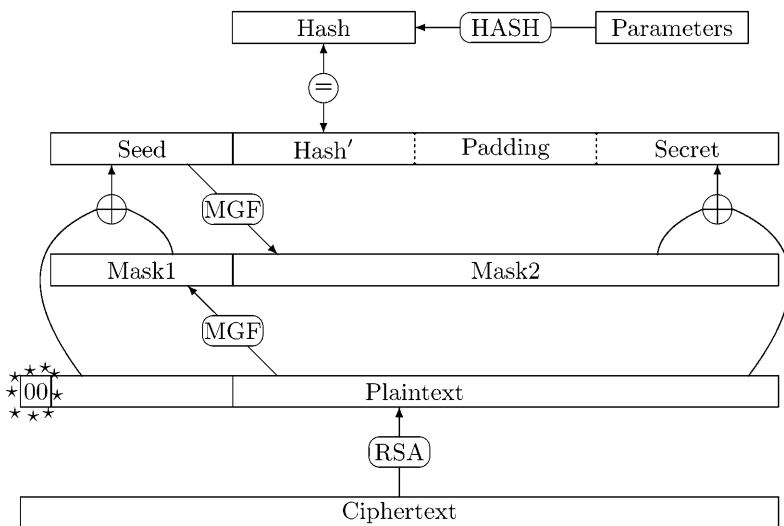 Hash HASH Parameters
=
Seed Hash′ Padding Secret
MGF
Mask1 Mask2
MGF
00 Plaintext
RSA
Ciphertext